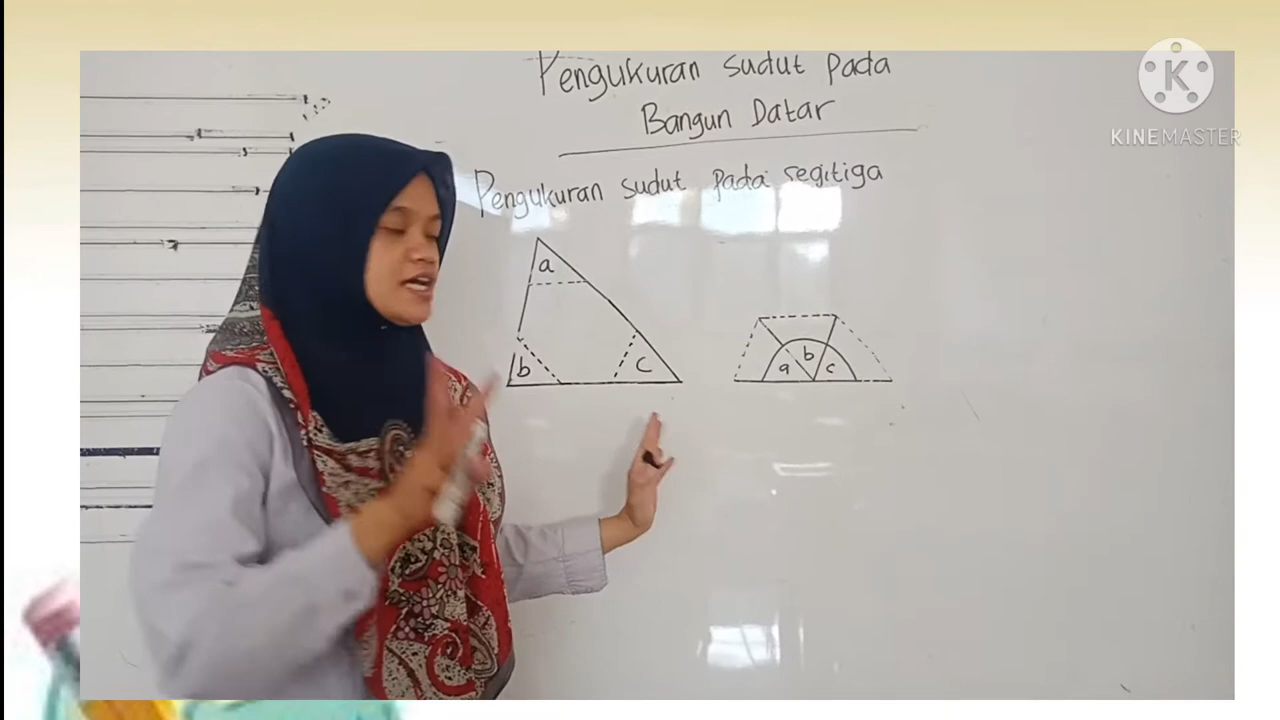 Pengukuran sudut pada
Bangun Datar
Pengukuran sudut pada segitiga
a
b
c
b
a c
K
KINEMASTER